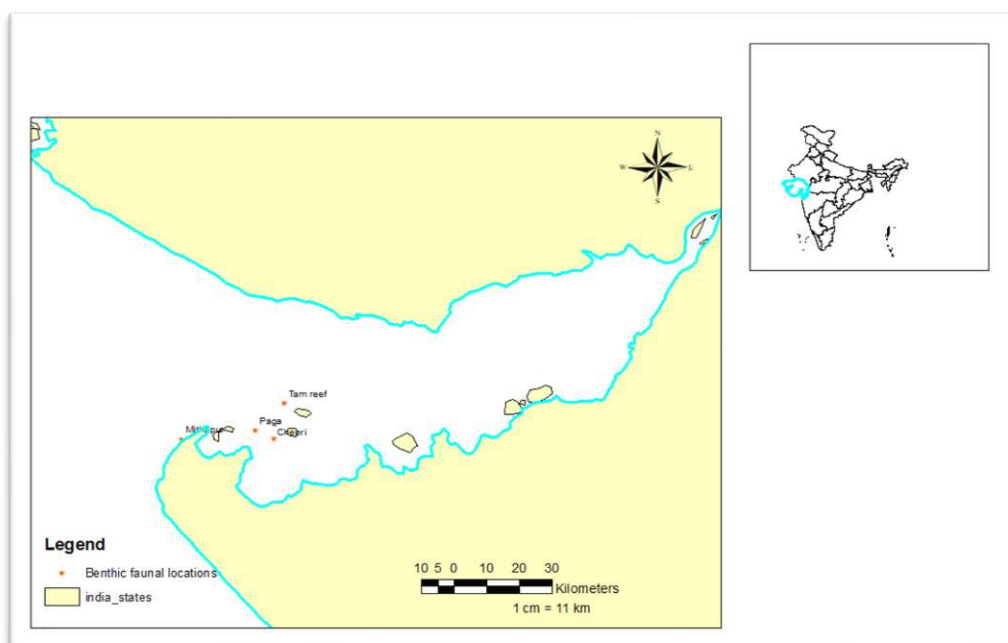 N
W E
S
Tam reef
Paga
Cheeri
Legend
Benthic faunal locations
india_states
10 5 0 10 20 30
Kilometers
1 cm = 11 km